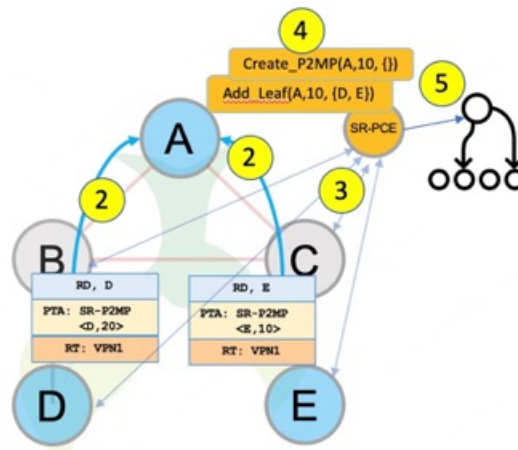 4
Create_P2MP(A,10, {})
Add_Leaf(A,10, {D, E})
5
SR-PCE
A
2
2
3
B
C
RD, D
PTA: SR-P2MP
<D,20>
RT: VPN1
RD, E
PTA: SR-P2MP
<E,10>
RT: VPN1
D
E